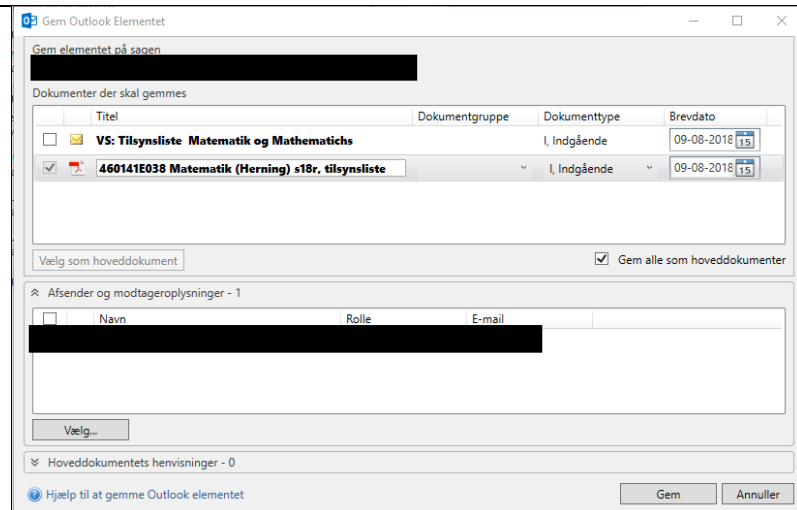 Gem Outlook Elementet
Gem elementet på sagen
Dokumenter der skal gemmes
Titel Dokumentgruppe Dokumenttype Brevdato
VS: Tilsynsliste Matematik og Mathematichs I, Indgående 09-08-2018 15
460141E038 Matematik (Herning) s18r, tilsynsliste I, Indgående 09-08-2018 15
Vælg som hoveddokument Gem alle som hoveddokumenter
Afsender og modtageroplysninger - 1
Navn Rolle E-mail
Vælg...
Hoveddokumentets henvisninger - 0
Hjælp til at gemme Outlook elementet Gem Annuller